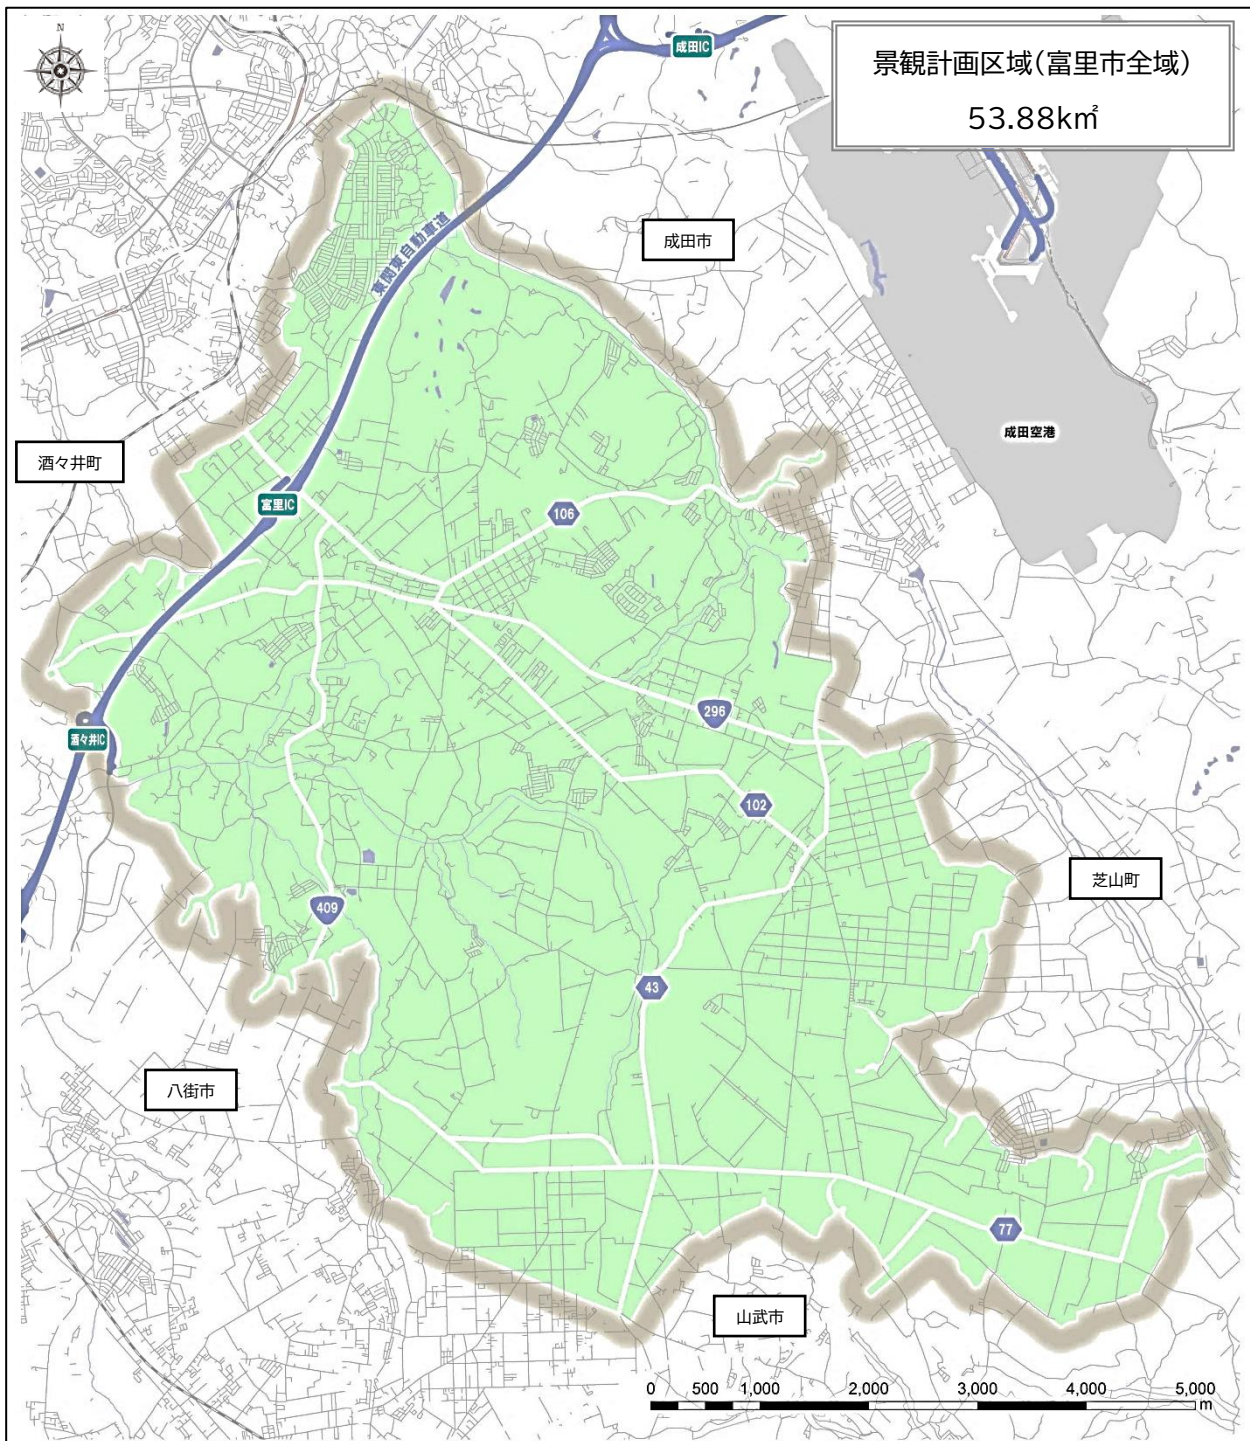 N
成田IC
景観計画区域(富里市全域)
53.88k㎡
東関東自動車道
成田市
成田空港
酒々井町
富里IC
106
296
酒々井IC
102
芝山町
409
43
八街市
77
山武市
0 500 1,000 2,000 3,000 4,000 5,000
m